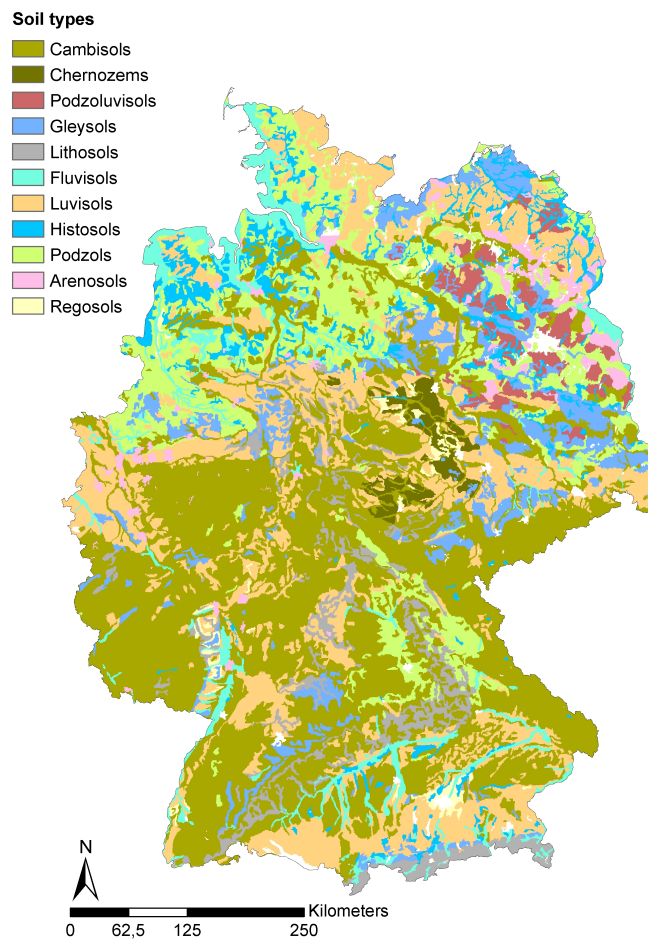 Soil types
Cambisols
Chernozems
Podzoluvisols
Gleysols
Lithosols
Fluvisols
Luvisols
Histosols
Podzols
Arenosols
Regosols
N
Kilometers
0 62,5 125 250